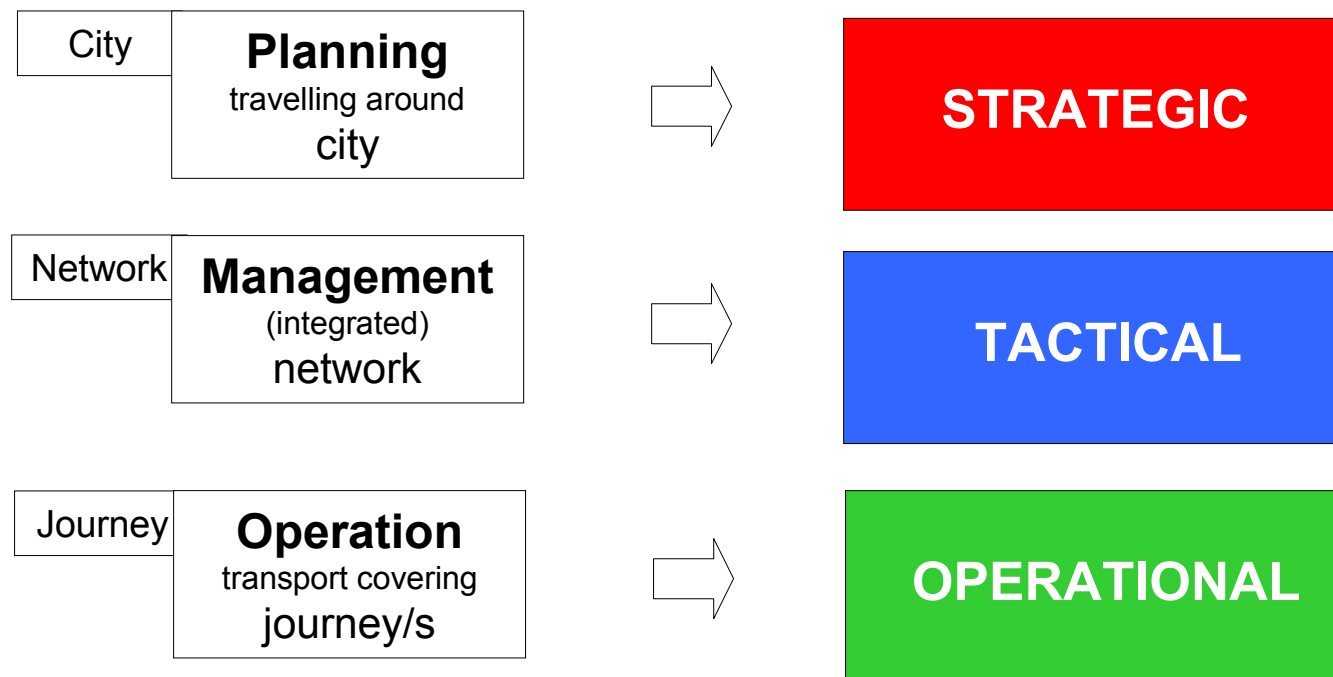 City
Planning
travelling around
city
STRATEGIC
Network
Management
(integrated)
network
TACTICAL
Journey
Operation
transport covering
journey/s
OPERATIONAL